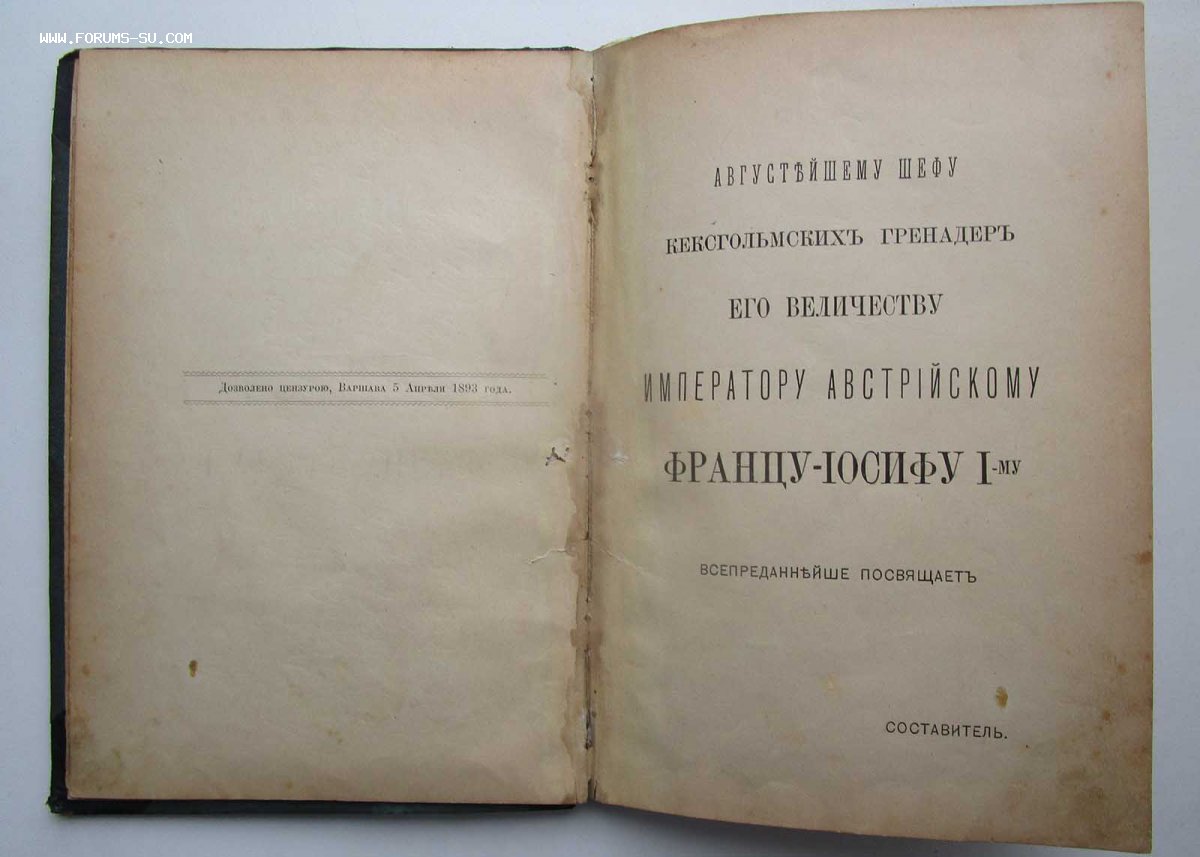 WWW.FORUMS-SU.COM
Дозволено цензурою, Варшава 5 Апрѣля 1893 года.
АВГУСТѢЙШЕМУ ШЕФУ
КЕКСГОЛЬМСКИХЪ ГРЕНАДЕРЪ
ЕГО ВЕЛИЧЕСТВУ
ИМПЕРАТОРУ АВСТРІЙСКОМУ
ФРАНЦУ-ІОСИФУ I-МУ
ВСЕПРЕДАННѢЙШЕ ПОСВЯЩАЕТЪ
СОСТАВИТЕЛЬ.